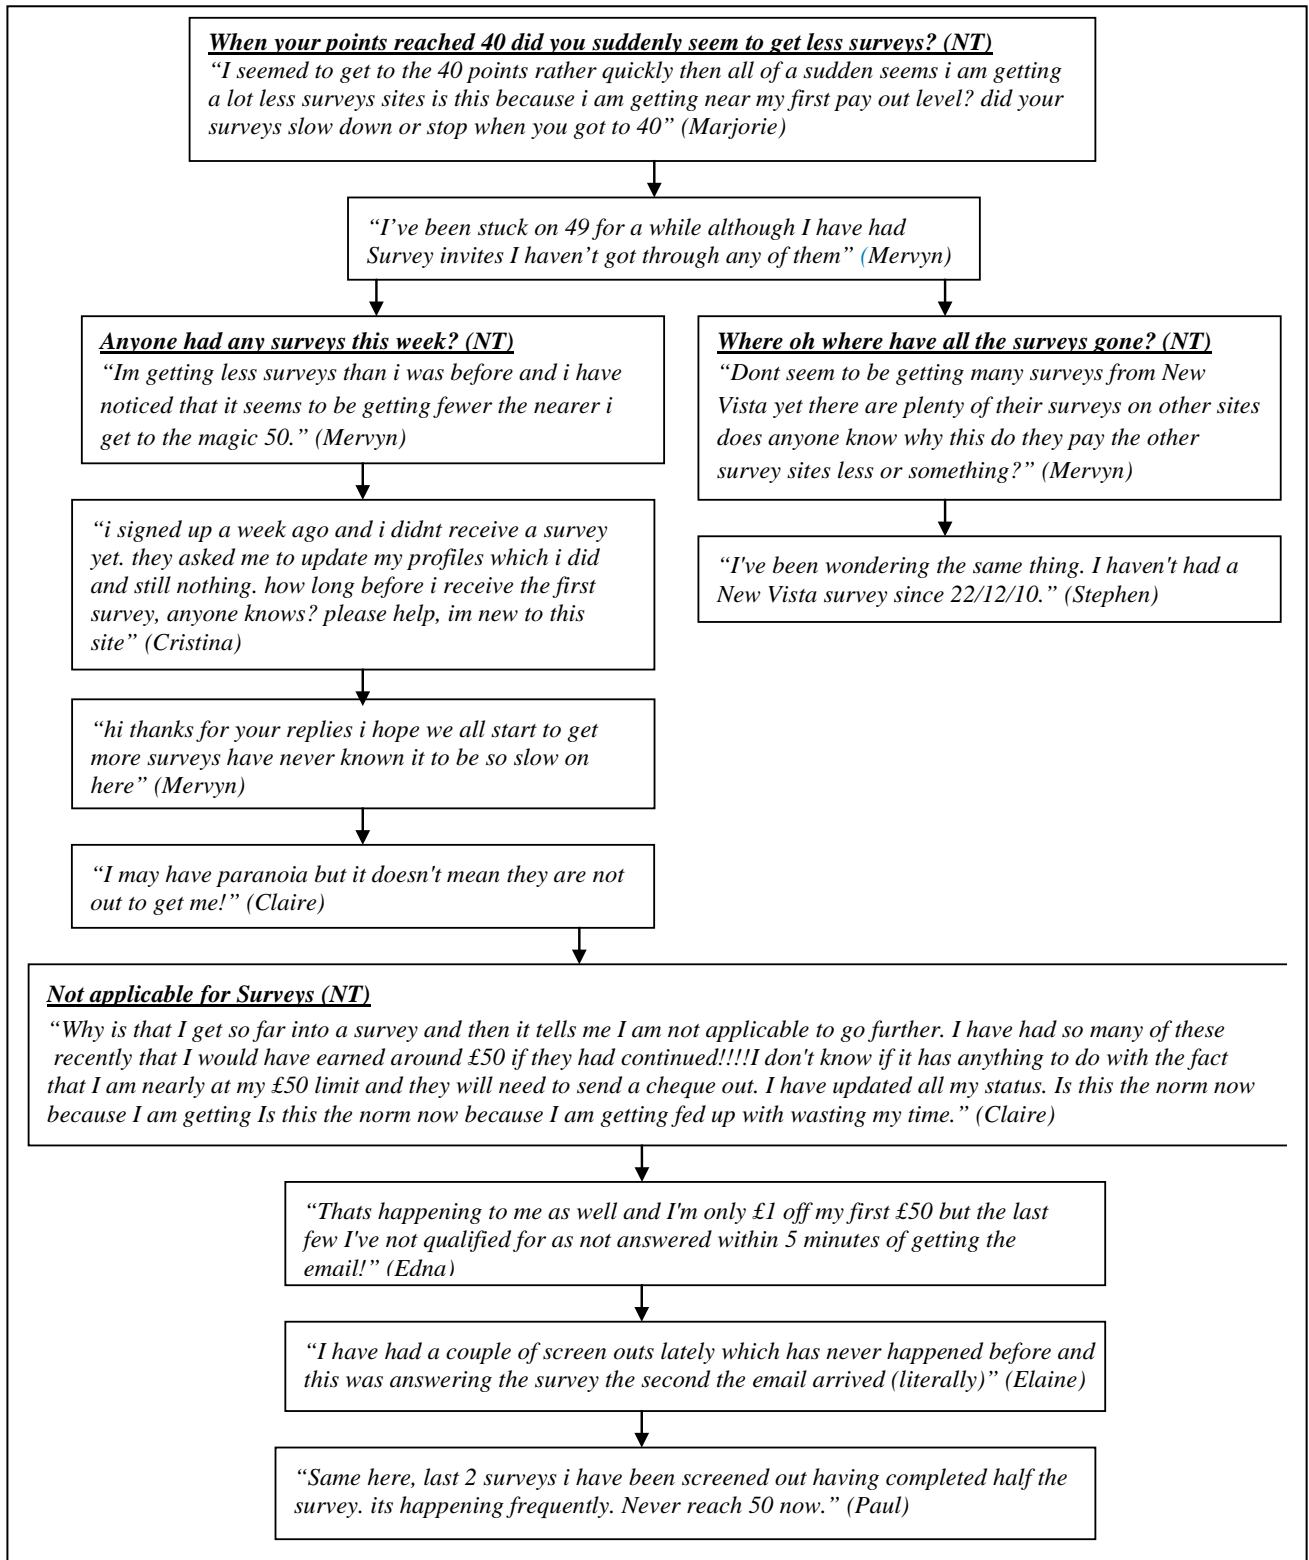 When your points reached 40 did you suddenly seem to get less surveys? (NT)
“I seemed to get to the 40 points rather quickly then all of a sudden seems i am getting
a lot less surveys sites is this because i am getting near my first pay out level? did your
surveys slow down or stop when you got to 40” (Marjorie)
“I’ve been stuck on 49 for a while although I have had
Survey invites I haven’t got through any of them” (Mervyn)
Anyone had any surveys this week? (NT)
“Im getting less surveys than i was before and i have
noticed that it seems to be getting fewer the nearer i
get to the magic 50.” (Mervyn)
“i signed up a week ago and i didnt receive a survey
yet. they asked me to update my profiles which i did
and still nothing. how long before i receive the first
survey, anyone knows? please help, im new to this
site” (Cristina)
“hi thanks for your replies i hope we all start to get
more surveys have never known it to be so slow on
here” (Mervyn)
“I may have paranoia but it doesn't mean they are not
out to get me!” (Claire)
Where oh where have all the surveys gone? (NT)
“Dont seem to be getting many surveys from New
Vista yet there are plenty of their surveys on other sites
does anyone know why this do they pay the other
survey sites less or something?” (Mervyn)
“I've been wondering the same thing. I haven't had a
New Vista survey since 22/12/10.” (Stephen)
Not applicable for Surveys (NT)
“Why is that I get so far into a survey and then it tells me I am not applicable to go further. I have had so many of these
recently that I would have earned around £50 if they had continued!!!!I don't know if it has anything to do with the fact
that I am nearly at my £50 limit and they will need to send a cheque out. I have updated all my status. Is this the norm now
because I am getting Is this the norm now because I am getting fed up with wasting my time.” (Claire)
“Thats happening to me as well and I'm only £1 off my first £50 but the last
few I've not qualified for as not answered within 5 minutes of getting the
email!” (Edna)
“I have had a couple of screen outs lately which has never happened before and
this was answering the survey the second the email arrived (literally)” (Elaine)
“Same here, last 2 surveys i have been screened out having completed half the
survey. its happening frequently. Never reach 50 now.” (Paul)